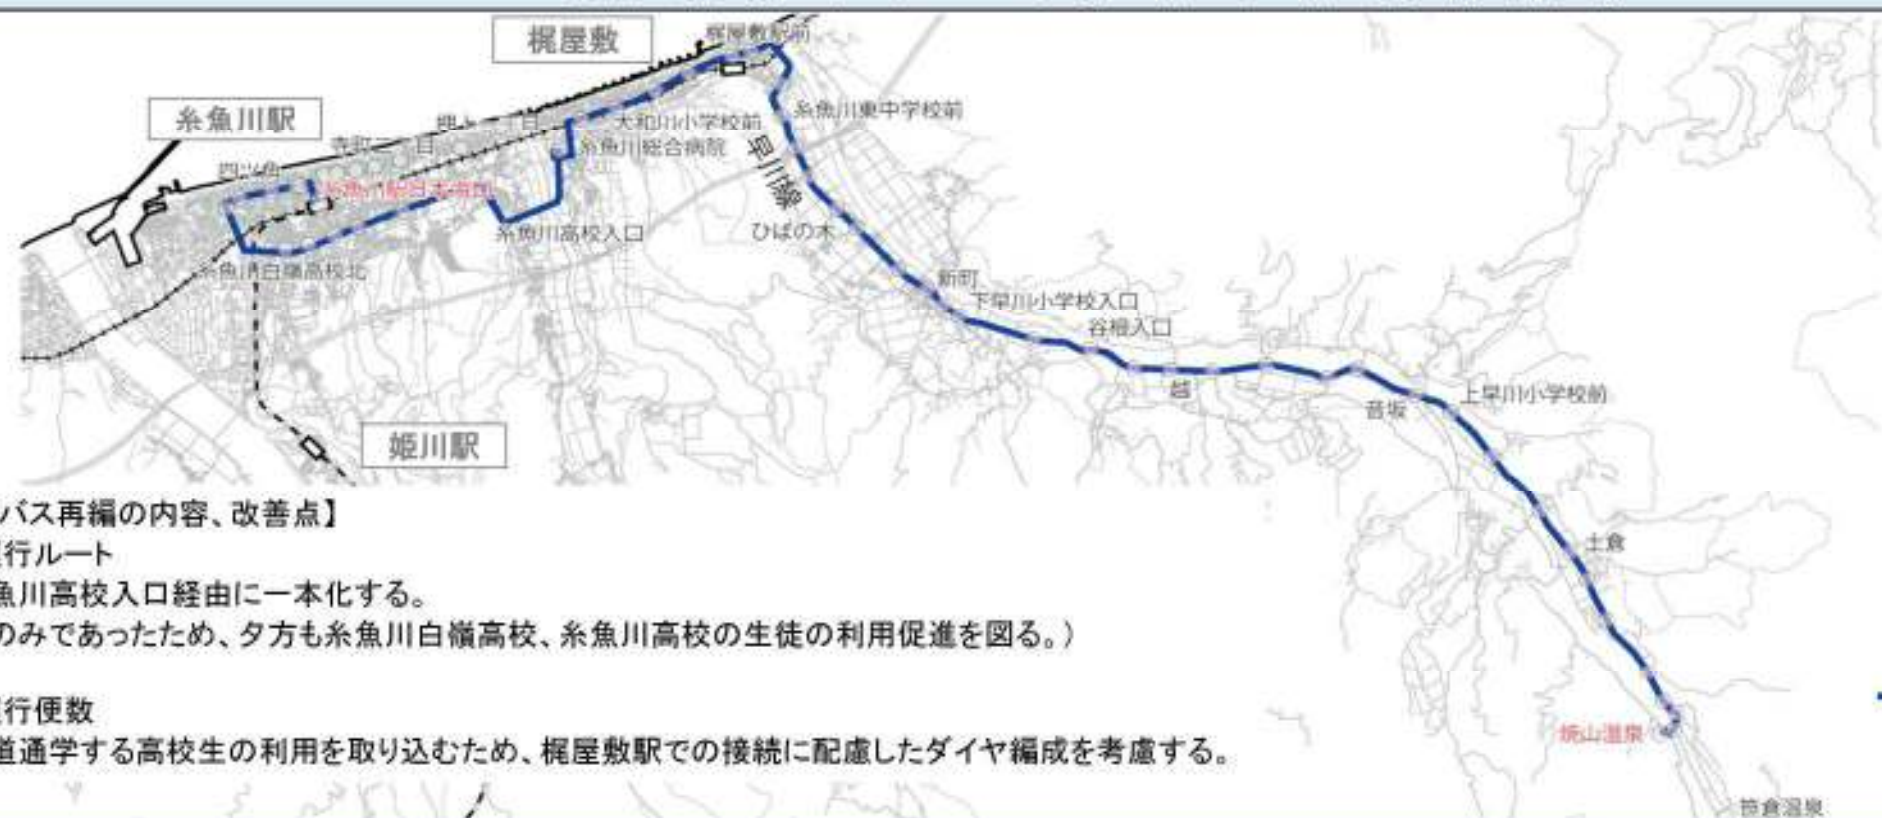 梶屋敷
梶屋敷駅前
糸魚川駅
糸魚川東中学校前
大和川小学校前
糸魚川総合病院
早川線
四ツ角
糸魚川駅日本海口
ひばの木
糸魚川高校入口
糸魚川白嶺高校北
新町
下早川小学校入口
谷根入口
越
音坂
上早川小学校前
姫川駅
バス再編の内容、改善点】
行ルート
魚川高校入口経由に一本化する。
のみであったため、夕方も糸魚川白嶺高校、糸魚川高校の生徒の利用促進を図る。）
土倉
行便数
道通学する高校生の利用を取り込むため、梶屋敷駅での接続に配慮したダイヤ編成を考慮する。
焼山温泉
笹倉温泉